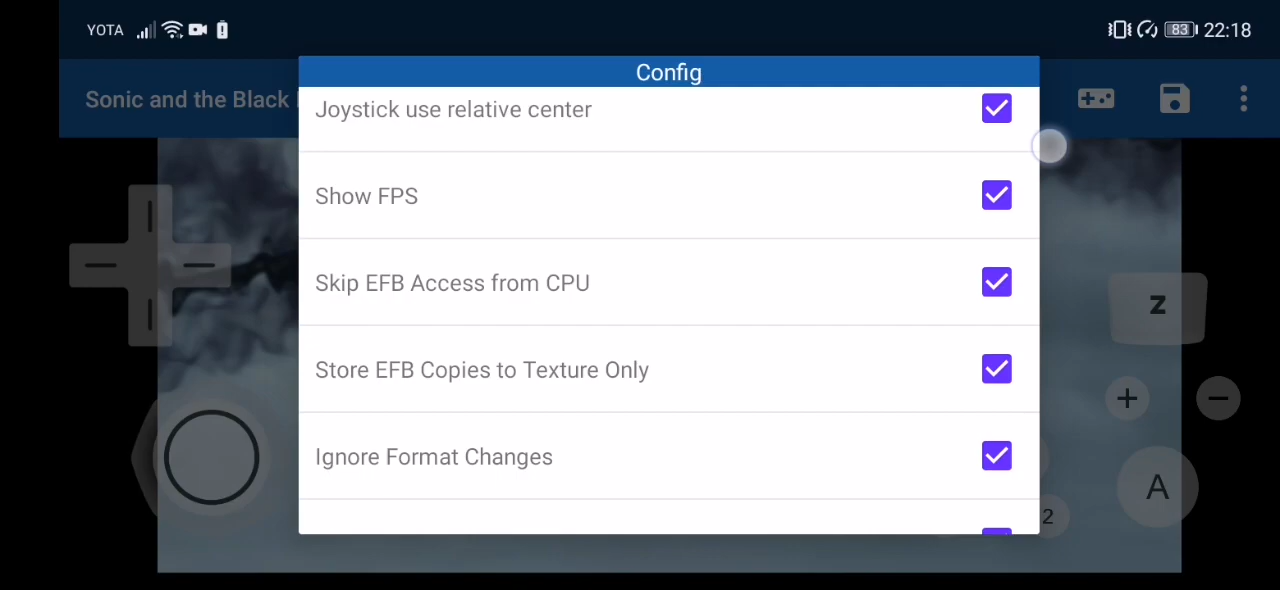 YOTA 83 22:18
Config
Sonic and the Black
Joystick use relative center
Show FPS
Skip EFB Access from CPU
Z
Store EFB Copies to Texture Only
+ −
Ignore Format Changes
A
2